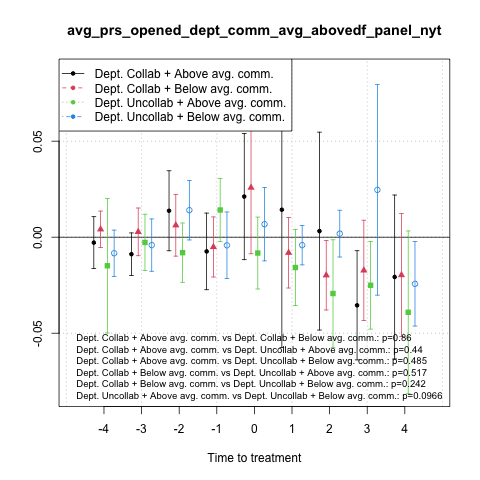 avg_prs_opened_dept_comm_avg_abovedf_panel_nyt
Dept. Collab + Above avg. comm.
Dept. Collab + Below avg. comm.
Dept. Uncollab + Above avg. comm.
Dept. Uncollab + Below avg. comm.
0.05
0.00
-0.05
Dept. Collab + Above avg. comm. vs Dept. Collab + Below avg. comm.: p=0.86
Dept. Collab + Above avg. comm. vs Dept. Uncollab + Above avg. comm.: p=0.44
Dept. Collab + Above avg. comm. vs Dept. Uncollab + Below avg. comm.: p=0.485
Dept. Collab + Below avg. comm. vs Dept. Uncollab + Above avg. comm.: p=0.517
Dept. Collab + Below avg. comm. vs Dept. Uncollab + Below avg. comm.: p=0.242
Dept. Uncollab + Above avg. comm. vs Dept. Uncollab + Below avg. comm.: p=0.0966
-4 -3 -2 -1 0 1 2 3 4
Time to treatment